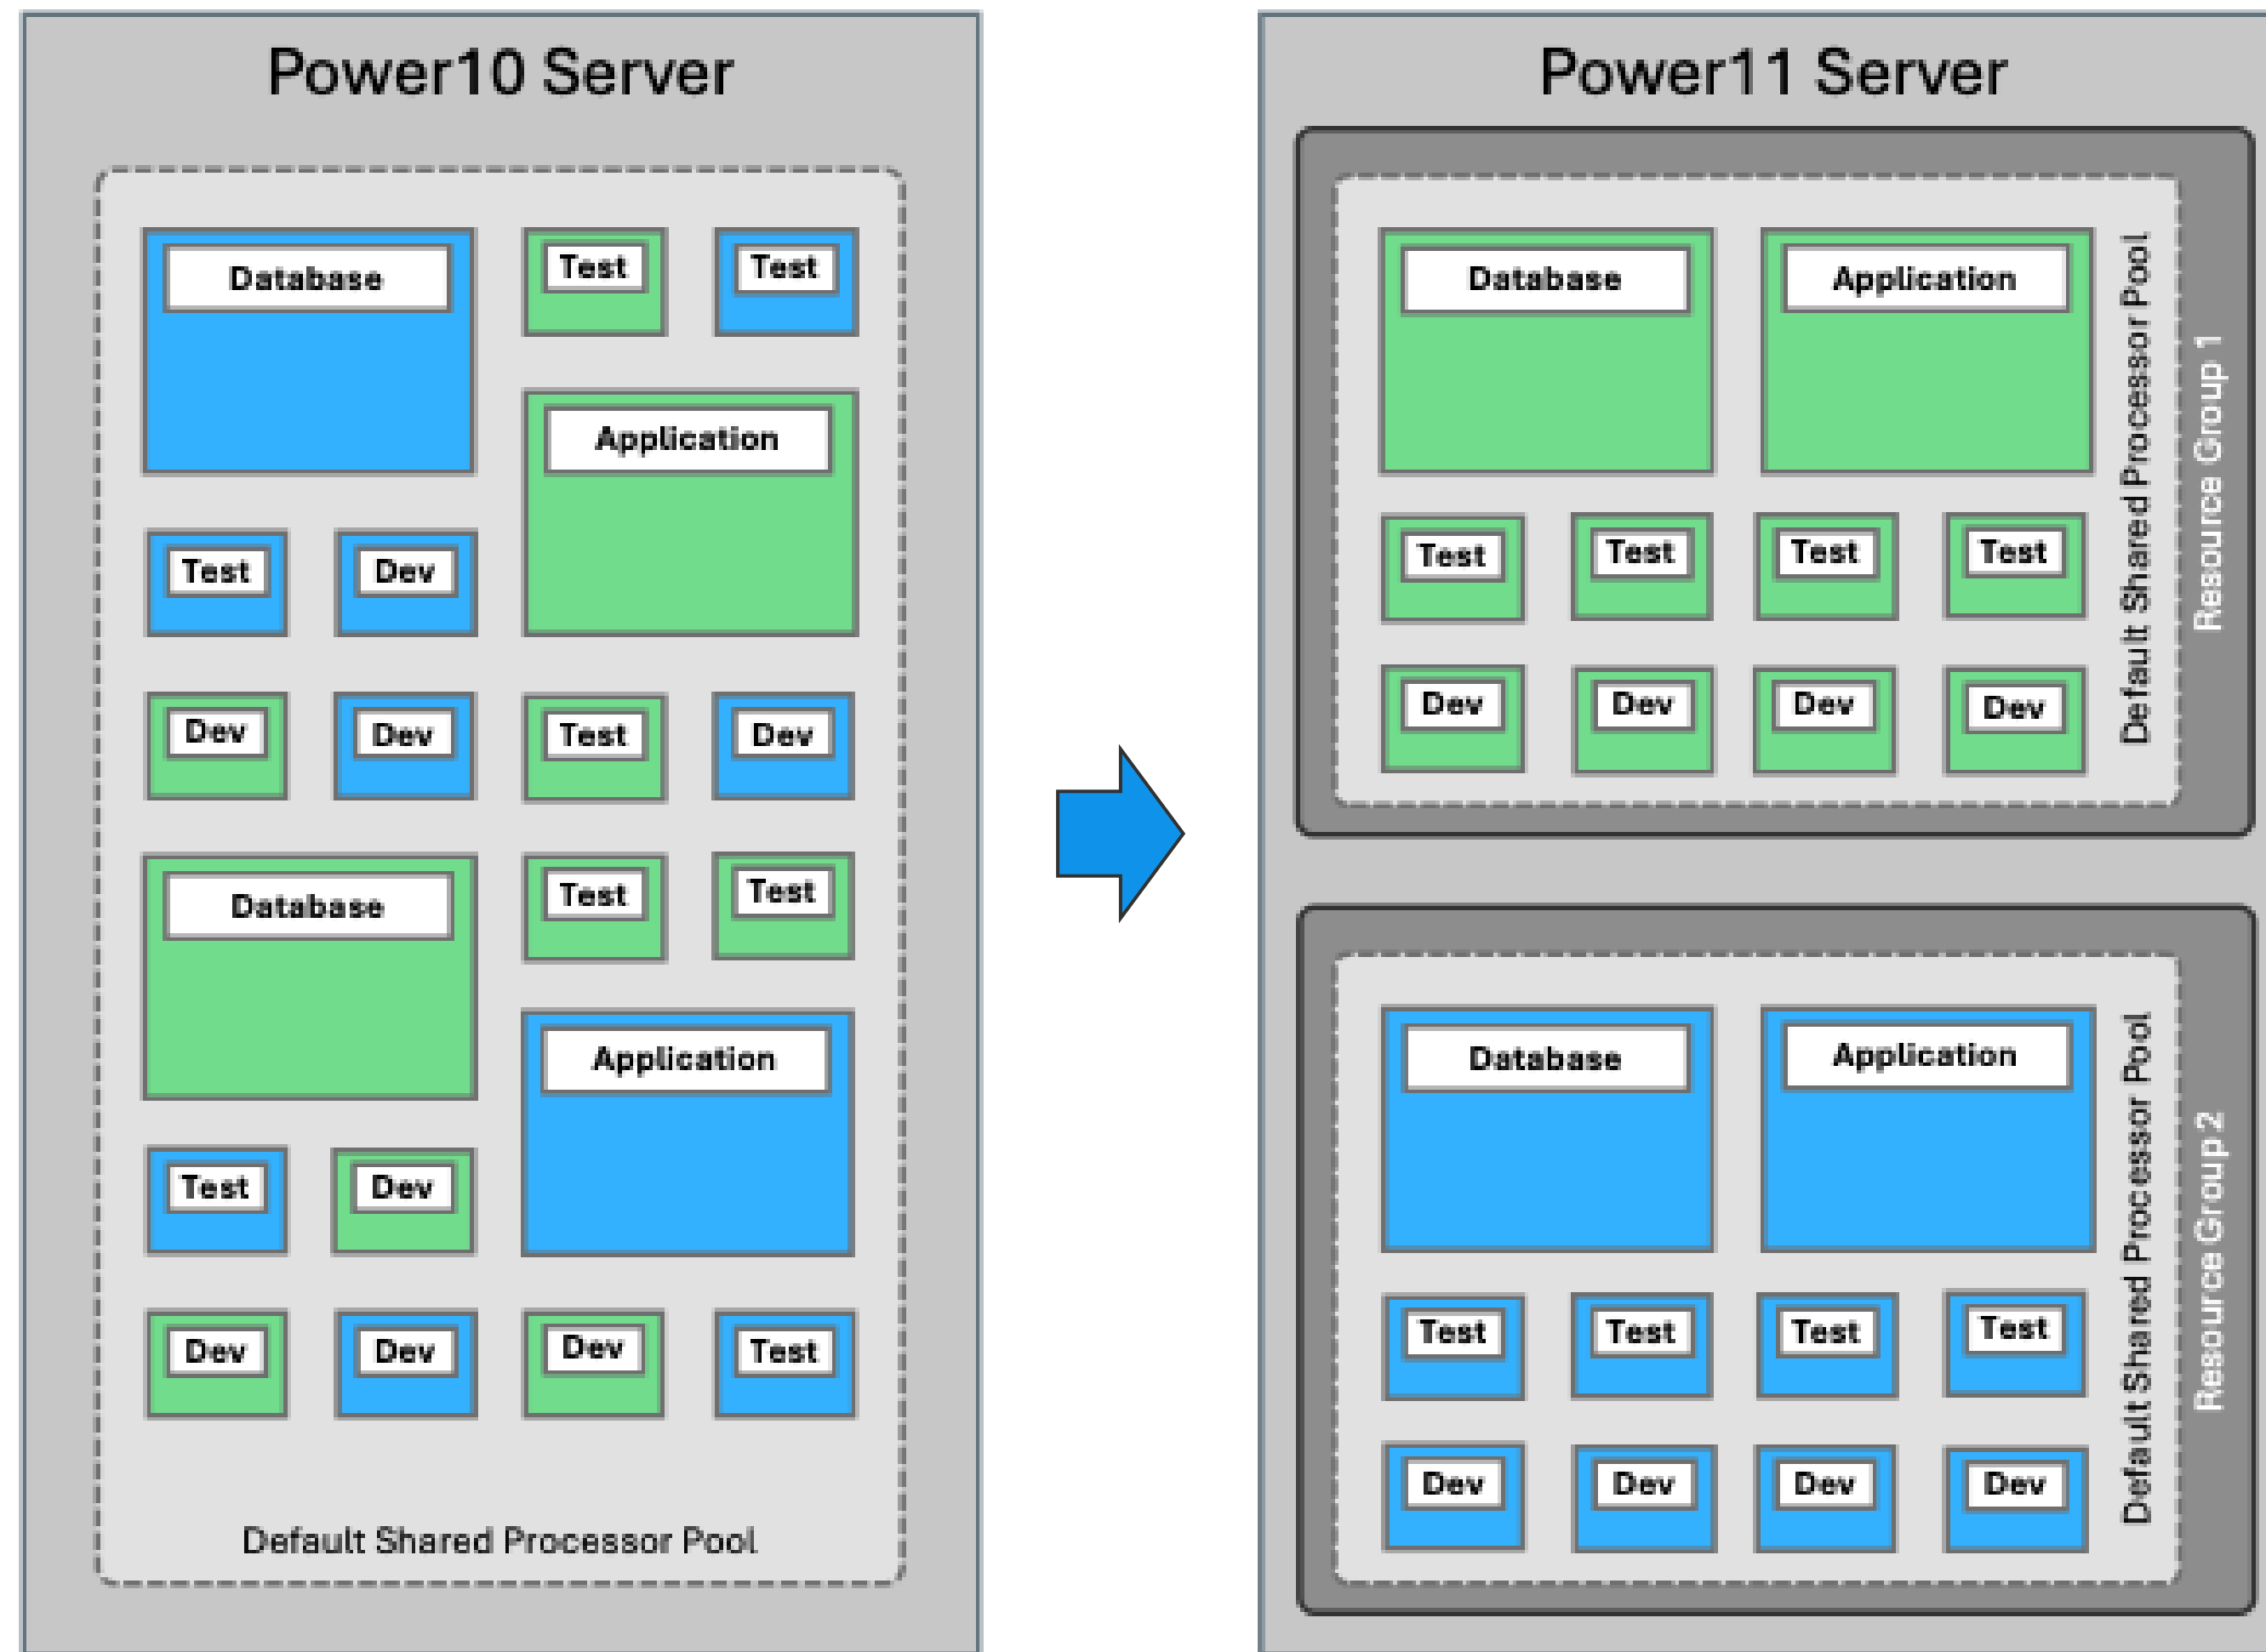 Power10 Server
Database
Test
Test
Application
Test
Dev
Dev
Dev
Test
Dev
Database
Test
Test
Application
Test
Dev
Dev
Dev
Dev
Test
Default Shared Processor Pool
Power11 Server
Database
Application
Test
Test
Test
Test
Dev
Dev
Dev
Dev
Default Shared Processor Pool
Resource Group 1
Database
Application
Test
Test
Test
Test
Dev
Dev
Dev
Dev
Default Shared Processor Pool
Resource Group 2